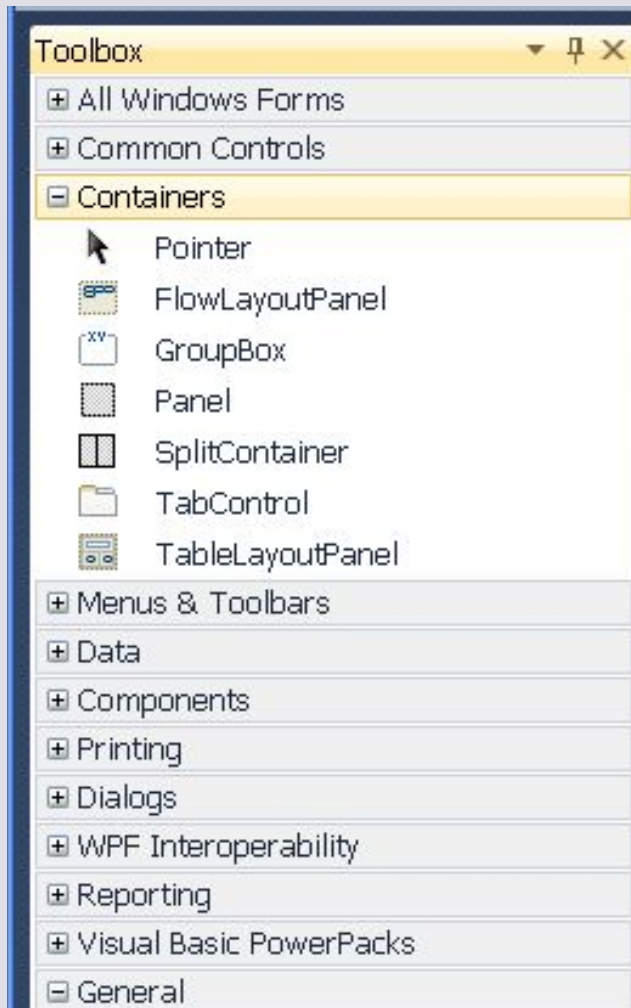 Toolbox
All Windows Forms
Common Controls
Containers
Pointer
FlowLayoutPanel
XY
GroupBox
Panel
SplitContainer
TabControl
TableLayoutPanel
Menus & Toolbars
Data
Components
Printing
Dialogs
WPF Interoperability
Reporting
Visual Basic PowerPacks
General